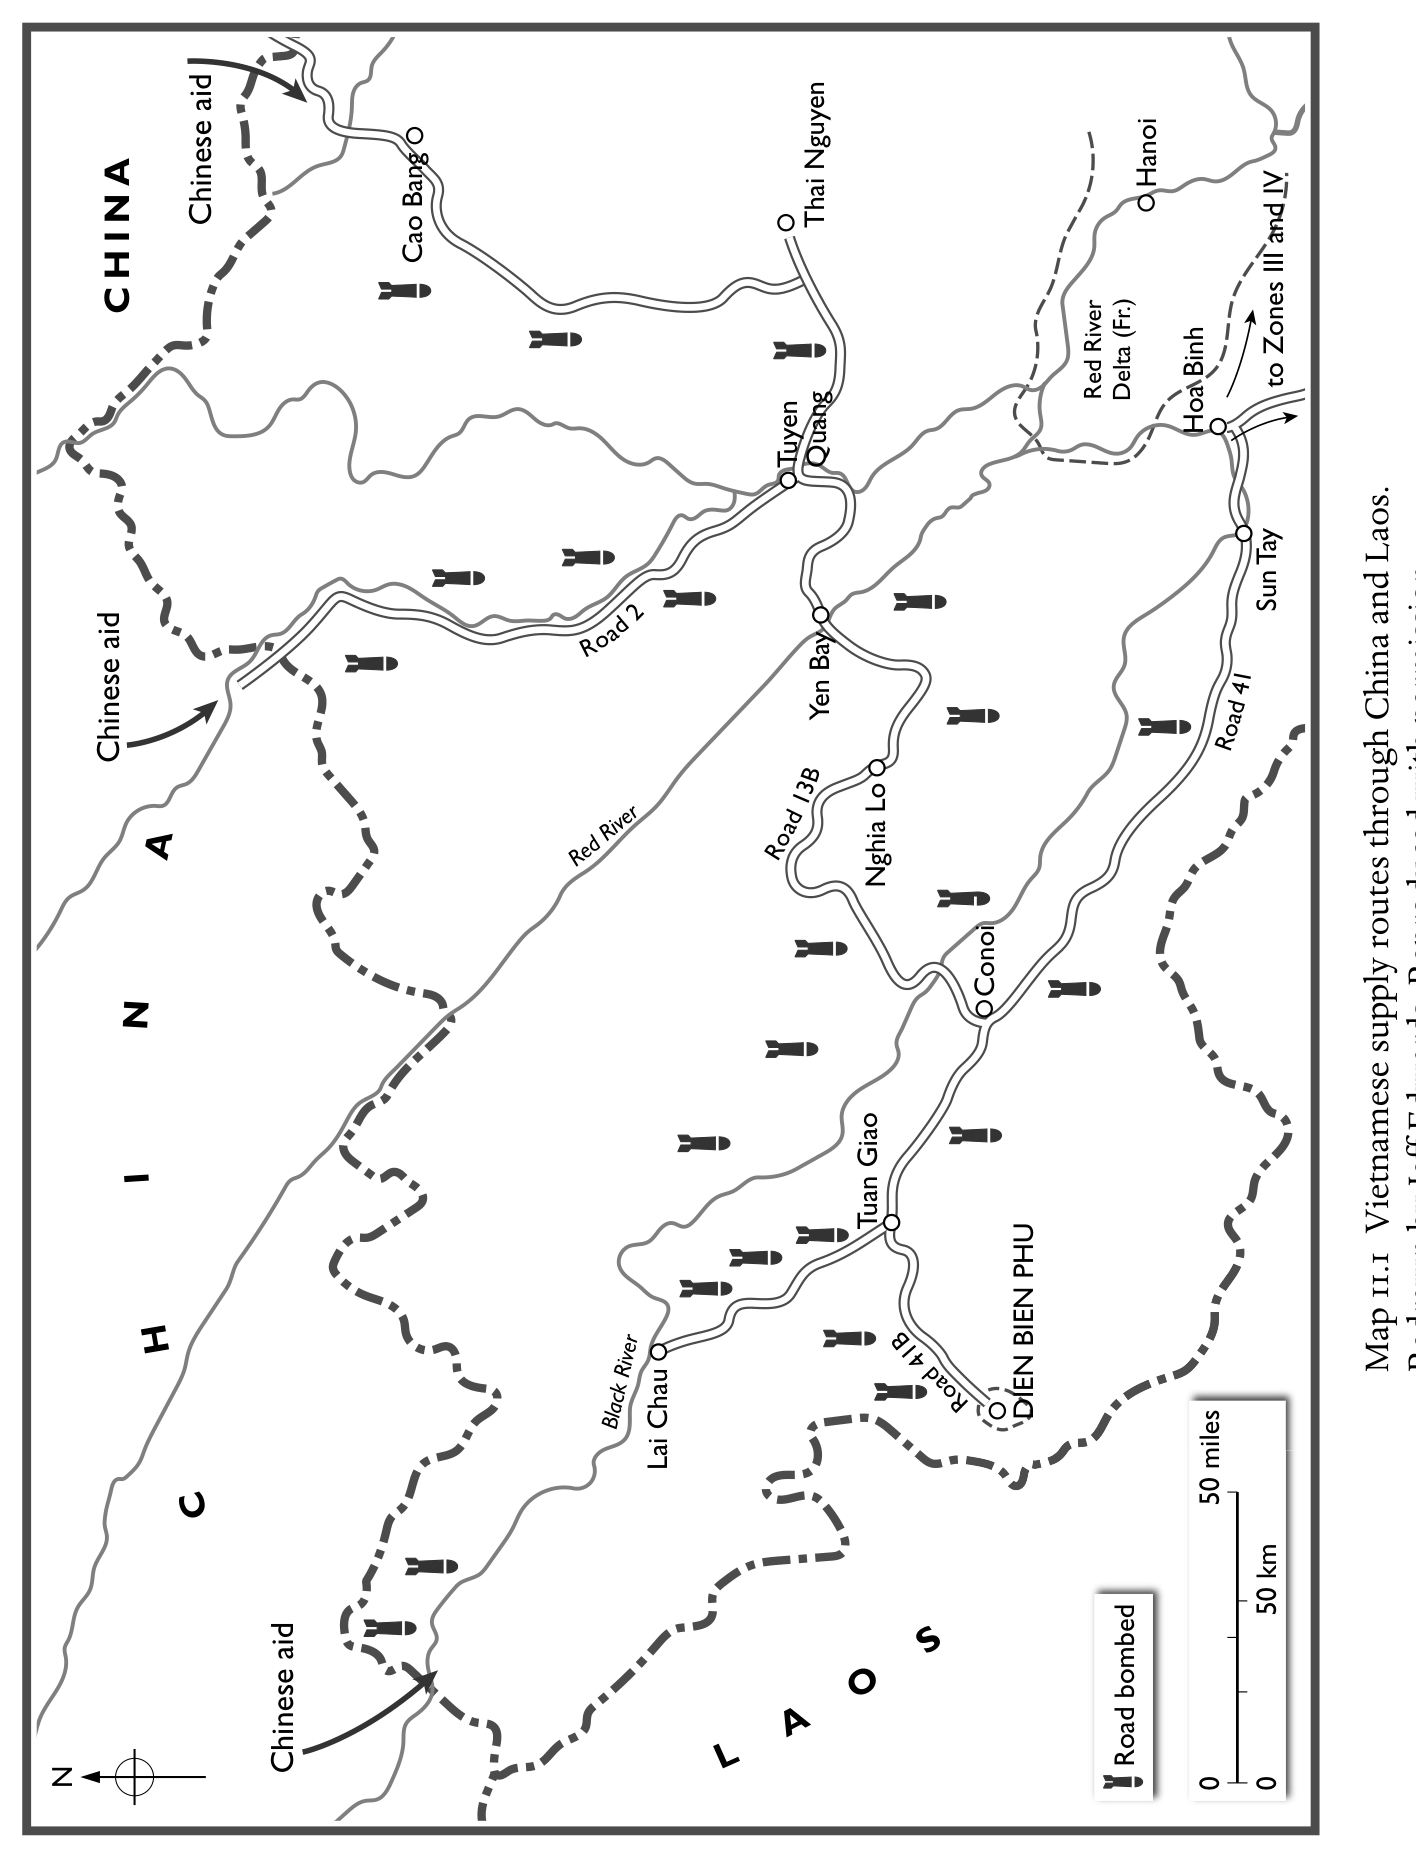 N
CHINA
CHINA
LAOS
Chinese aid
Chinese aid
Chinese aid
Cao Bang
Thai Nguyen
Tuyen
Quang
Road 2
Red River
Yen Bay
Road 13B
Nghia Lo
Hanoi
Red River
Delta (Fr.)
Hoa Binh
to Zones III and IV
Sun Tay
Road 41
Conoi
Tuan Giao
Black River
Lai Chau
Road 41B
DIEN BIEN PHU
Road bombed
0 50 miles
0 50 km
Map 11.1 Vietnamese supply routes through China and Laos.